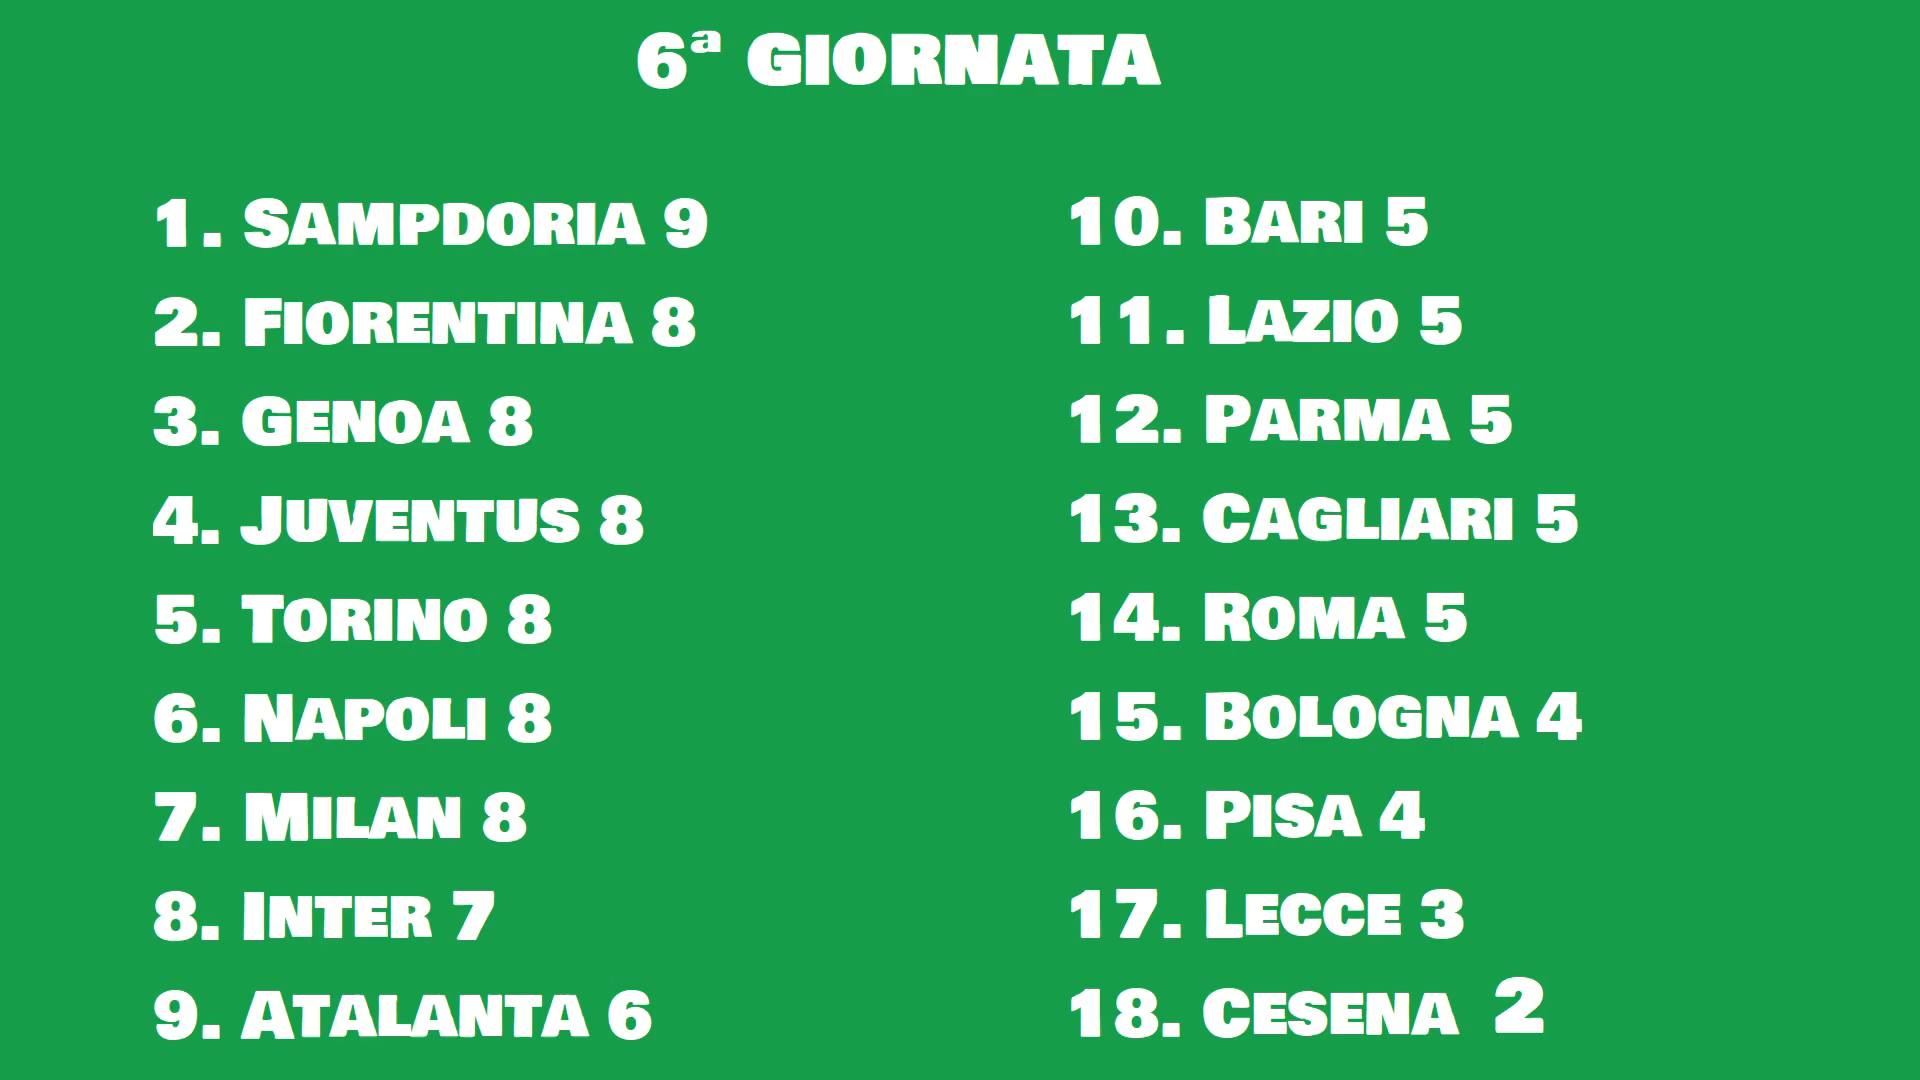 6ª GIORNATA
1. SAMPDORIA 9
2. FIORENTINA 8
3. GENOA 8
4. JUVENTUS 8
5. TORINO 8
6. NAPOLI 8
7. MILAN 8
8. INTER 7
9. ATALANTA 6
10. BARI 5
11. LAZIO 5
12. PARMA 5
13. CAGLIARI 5
14. ROMA 5
15. BOLOGNA 4
16. PISA 4
17. LECCE 3
18. CESENA 2